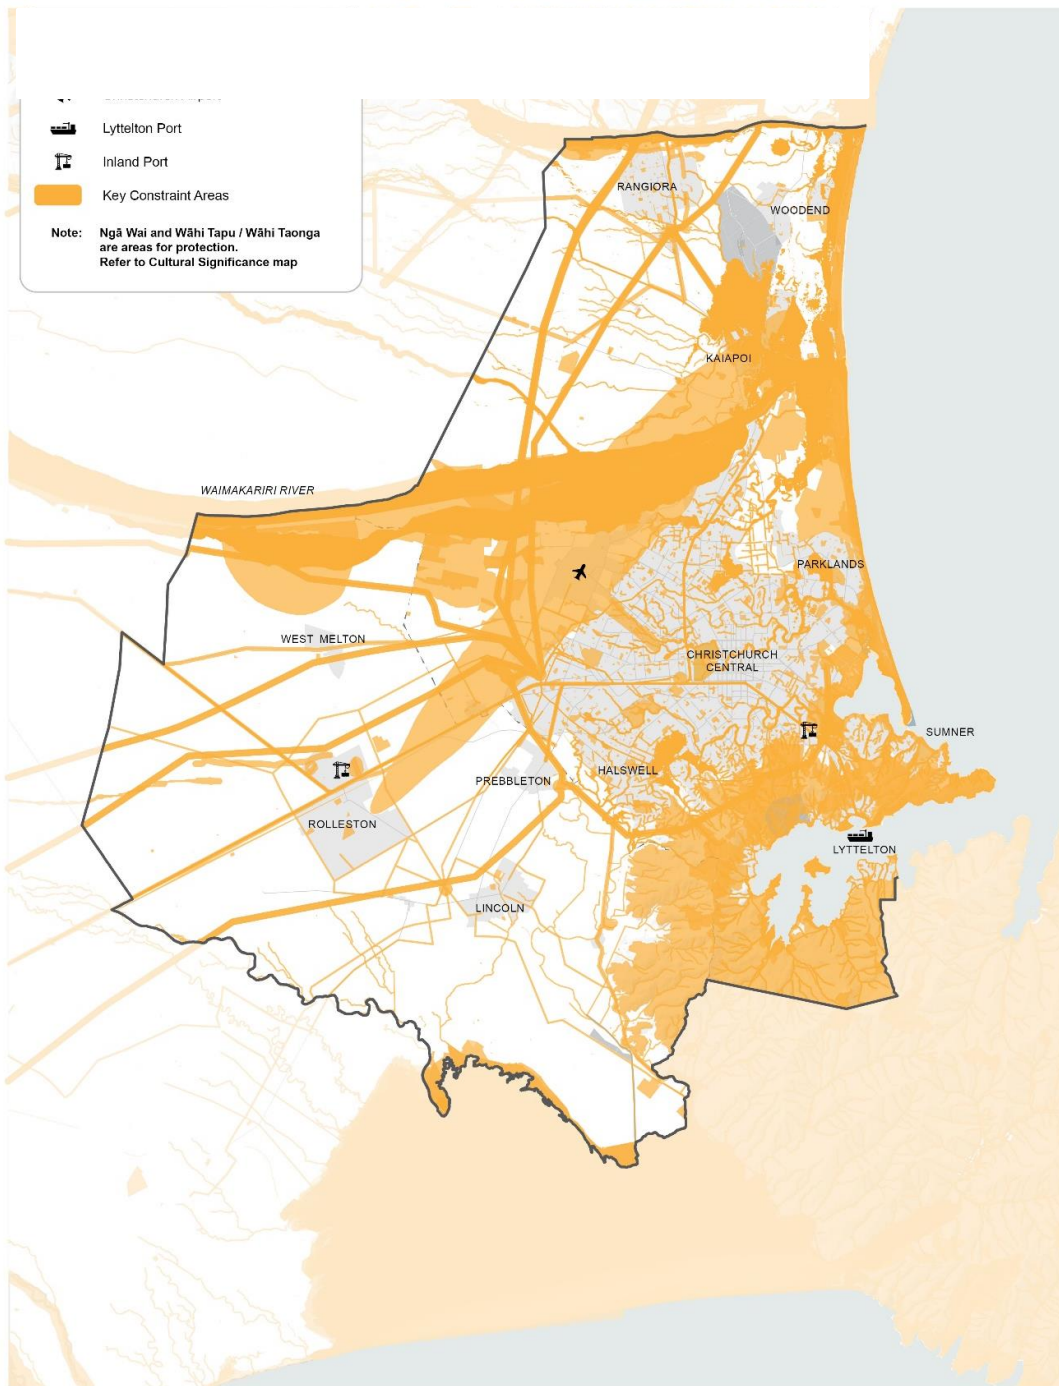 Lyttelton Port
Inland Port
Key Constraint Areas
Note: Ngā Wai and Wāhi Tapu / Wāhi Taonga
are areas for protection.
Refer to Cultural Significance map
RANGIORA
WOODEND
KAIAPOI
WAIMAKARIRI RIVER
PARKLANDS
WEST MELTON
CHRISTCHURCH
CENTRAL
SUMNER
PREBBLETON
HALSWELL
ROLLESTON
LYTTELTON
LINCOLN